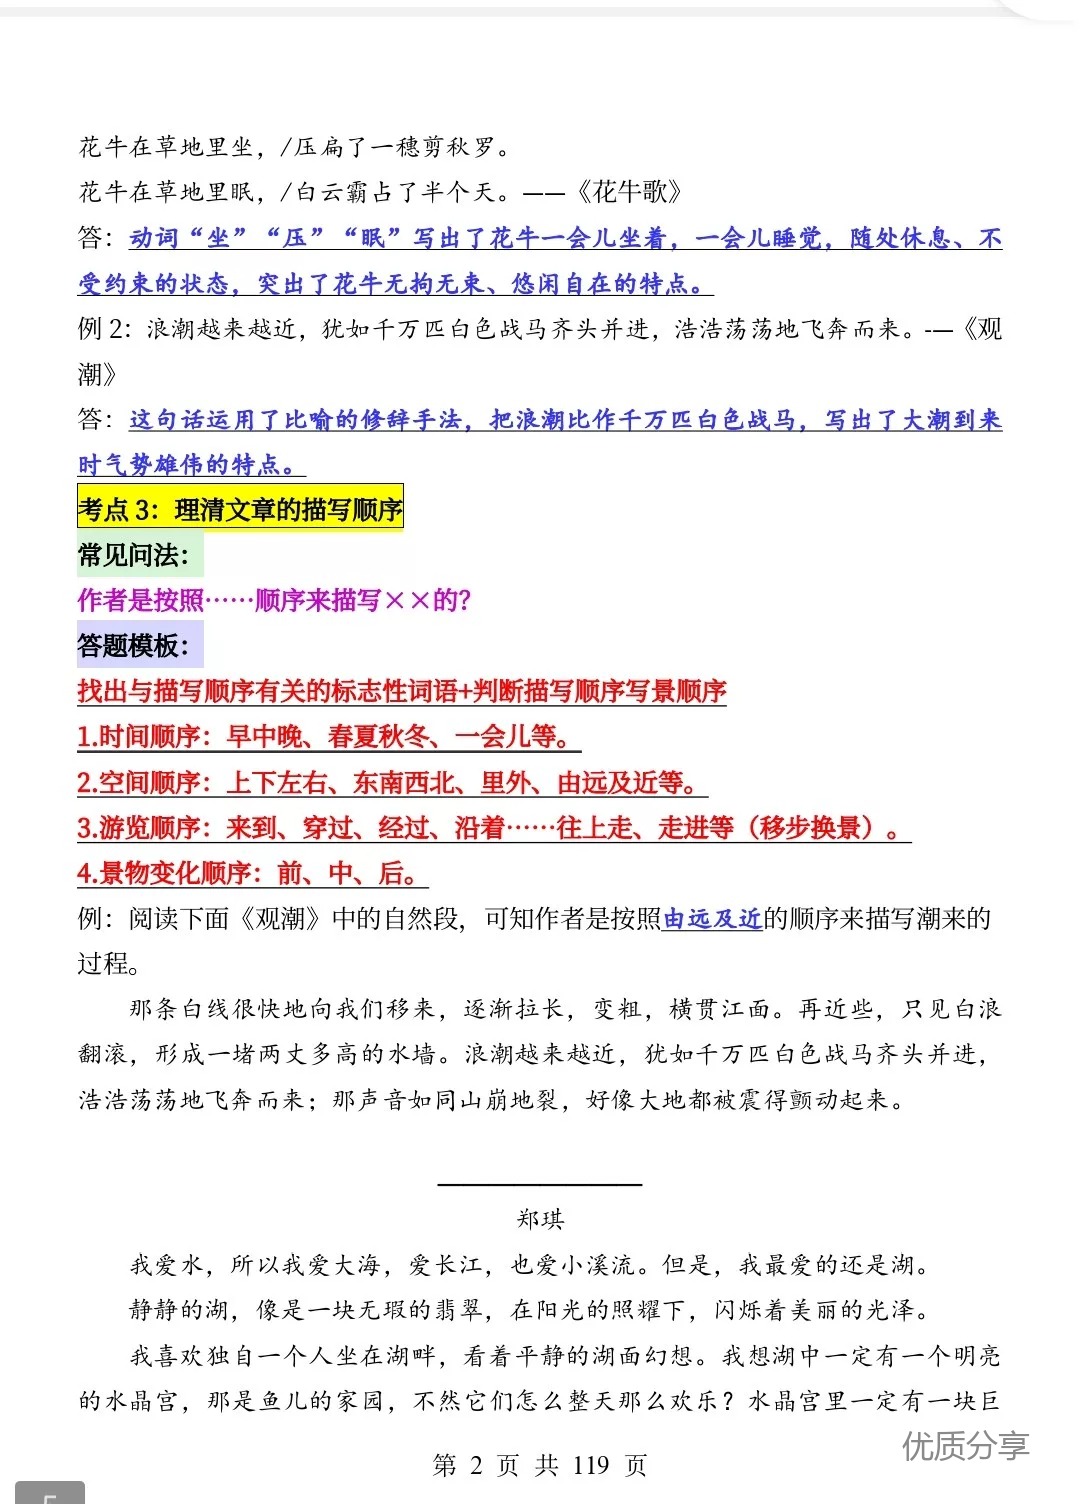 花牛在草地里坐，/压扁了一穗剪秋罗。
花牛在草地里眠，/白云霸占了半个天。——《花牛歌》
答：动词“坐”“压”“眠”写出了花牛一会儿坐着，一会儿睡觉，随处休息、不
受约束的状态，突出了花牛无拘无束、悠闲自在的特点。
例 2：浪潮越来越近，犹如千万匹白色战马齐头并进，浩浩荡荡地飞奔而来。-—《观
潮》
答：这句话运用了比喻的修辞手法，把浪潮比作千万匹白色战马，写出了大潮到来
时气势雄伟的特点。
考点 3：理清文章的描写顺序
常见问法：
作者是按照……顺序来描写××的？
答题模板：
找出与描写顺序有关的标志性词语+判断描写顺序写景顺序
1.时间顺序：早中晚、春夏秋冬、一会儿等。
2.空间顺序：上下左右、东南西北、里外、由远及近等。
3.游览顺序：来到、穿过、经过、沿着……往上走、走进等（移步换景）。
4.景物变化顺序：前、中、后。
例：阅读下面《观潮》中的自然段，可知作者是按照由远及近的顺序来描写潮来的
过程。
那条白线很快地向我们移来，逐渐拉长，变粗，横贯江面。再近些，只见白浪
翻滚，形成一堵两丈多高的水墙。浪潮越来越近，犹如千万匹白色战马齐头并进，
浩浩荡荡地飞奔而来；那声音如同山崩地裂，好像大地都被震得颤动起来。
郑琪
我爱水，所以我爱大海，爱长江，也爱小溪流。但是，我最爱的还是湖。
静静的湖，像是一块无瑕的翡翠，在阳光的照耀下，闪烁着美丽的光泽。
我喜欢独自一个人坐在湖畔，看着平静的湖面幻想。我想湖中一定有一个明亮
的水晶宫，那是鱼儿的家园，不然它们怎么整天那么欢乐？水晶宫里一定有一块巨
优质分享
第 2 页 共 119 页